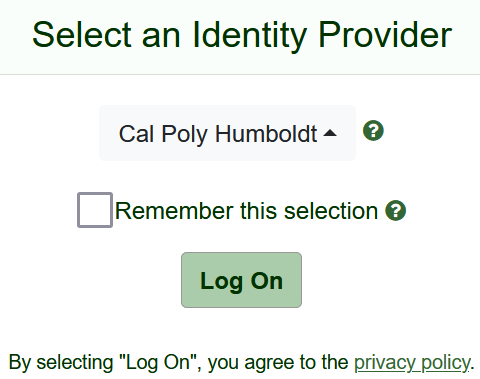 Select an Identity Provider
Cal Poly Humboldt
?
Remember this selection ?
Log On
By selecting "Log On", you agree to the privacy policy.